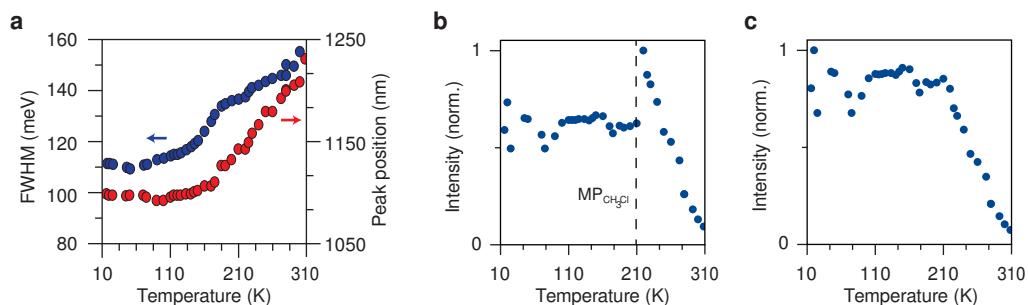 a
FWHM (meV)
160
140
120
100
80
10
110
210
310
Temperature (K)
1250
1150
1050
Peak position (nm)
b
Intensity (norm.)
1
0
MP CH3Cl
10
110
210
310
Temperature (K)
c
Intensity (norm.)
1
0
10
110
210
310
Temperature (K)